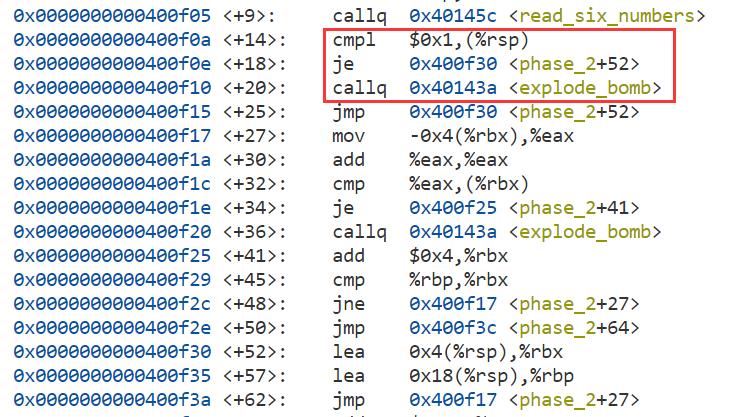 0x0000000000400f05 <+9>: callq 0x40145c <read_six_numbers>
0x0000000000400f0a <+14>: cmpl $0x1,(%rsp)
0x0000000000400f0e <+18>: je 0x400f30 <phase_2+52>
0x0000000000400f10 <+20>: callq 0x40143a <explode_bomb>
0x0000000000400f15 <+25>: jmp 0x400f30 <phase_2+52>
0x0000000000400f17 <+27>: mov -0x4(%rbx),%eax
0x0000000000400f1a <+30>: add %eax,%eax
0x0000000000400f1c <+32>: cmp %eax,(%rbx)
0x0000000000400f1e <+34>: je 0x400f25 <phase_2+41>
0x0000000000400f20 <+36>: callq 0x40143a <explode_bomb>
0x0000000000400f25 <+41>: add $0x4,%rbx
0x0000000000400f29 <+45>: cmp %rbp,%rbx
0x0000000000400f2c <+48>: jne 0x400f17 <phase_2+27>
0x0000000000400f2e <+50>: jmp 0x400f3c <phase_2+64>
0x0000000000400f30 <+52>: lea 0x4(%rsp),%rbx
0x0000000000400f35 <+57>: lea 0x18(%rsp),%rbp
0x0000000000400f3a <+62>: jmp 0x400f17 <phase_2+27>